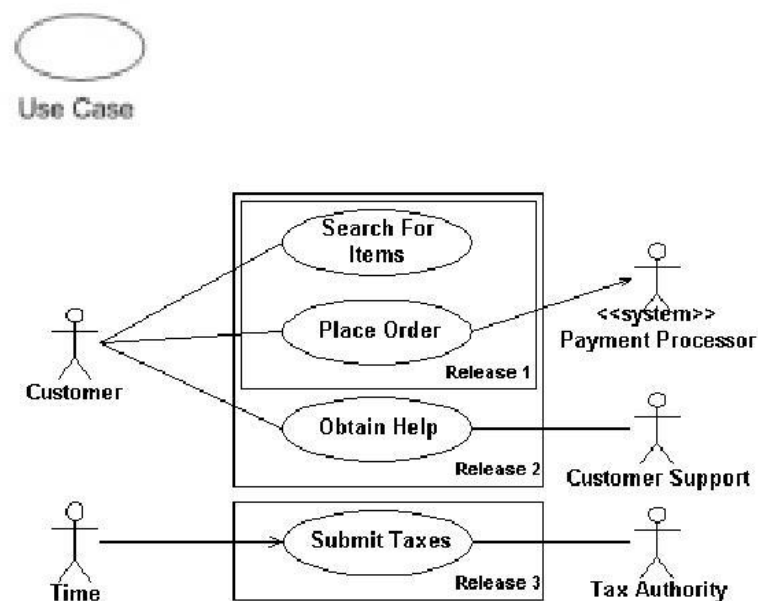 Use Case
Search For
Items
<<system>>
Payment Processor
Place Order
Release 1
Customer
Obtain Help
Release 2
Customer Support
Submit Taxes
Release 3
Time
Tax Authority